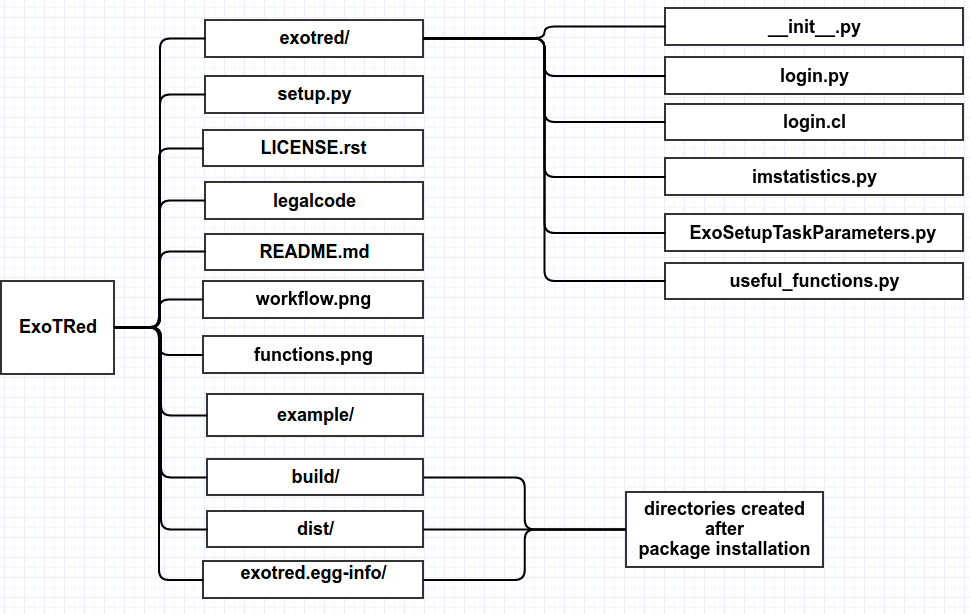 ExoTRed
exotred/
setup.py
LICENSE.rst
legalcode
README.md
workflow.png
functions.png
example/
build/
dist/
exotred.egg-info/
__init__.py
login.py
login.cl
imstatistics.py
ExoSetupTaskParameters.py
useful_functions.py
directories created
after
package installation